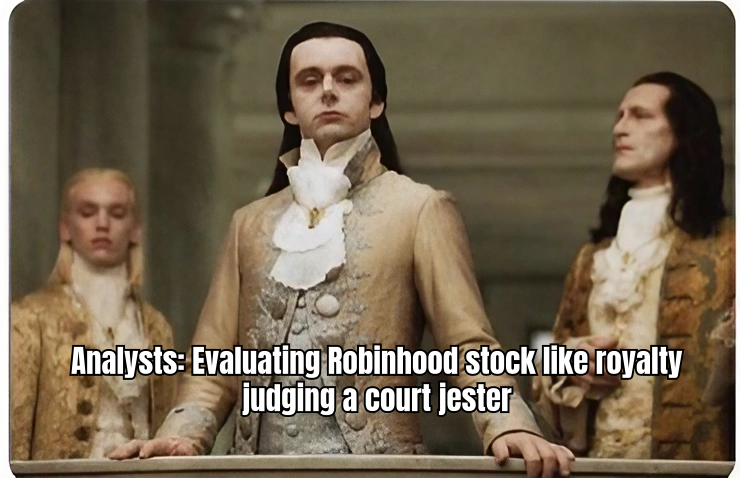 Analysts: Evaluating Robinhood stock like royalty
judging a court jester